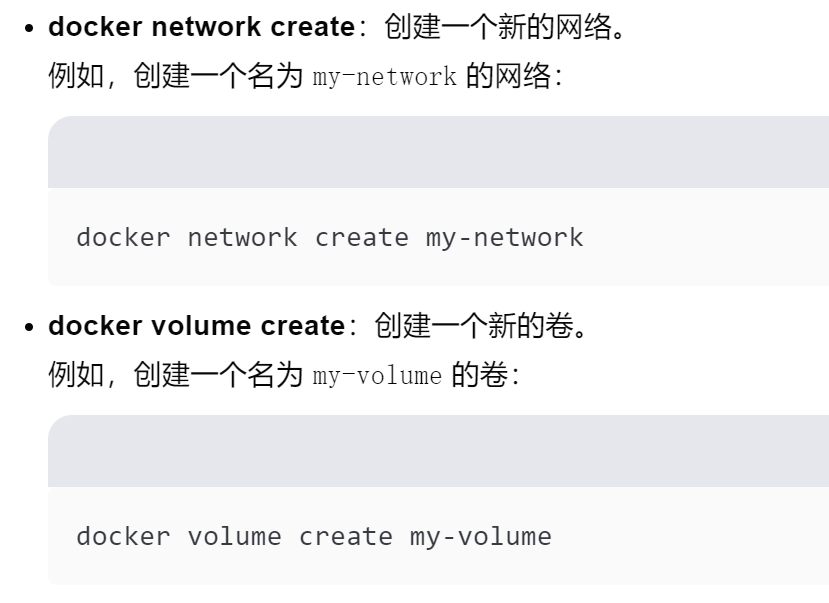 docker network create：创建一个新的网络。
例如，创建一个名为 my-network 的网络：
docker network create my-network
docker volume create：创建一个新的卷。
例如，创建一个名为 my-volume 的卷：
docker volume create my-volume